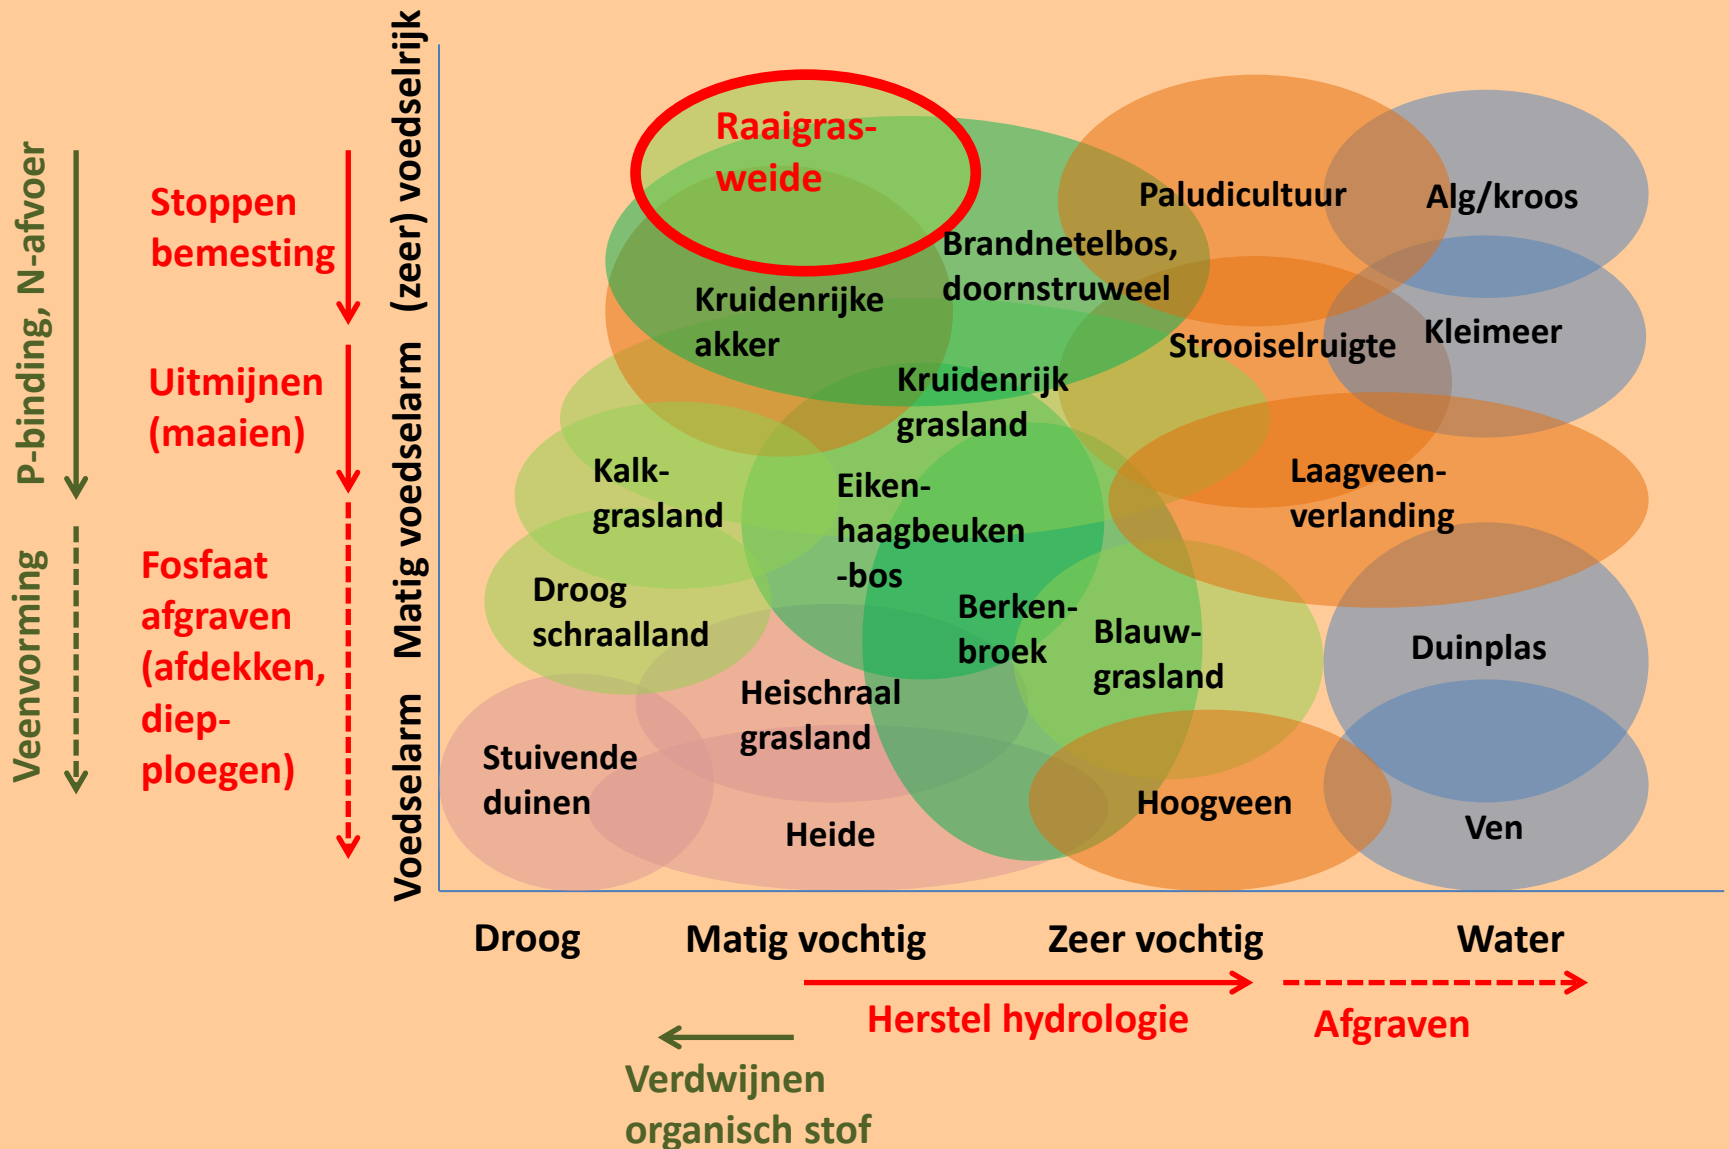 P-binding, N-afvoer
Veenvorming
Stoppen
bemesting
Uitmijnen
(maaien)
Fosfaat
afgraven
(afdekken,
diep-
ploegen)
(zeer) voedselrijk
Matig voedselarm
Voedselarm
Raaigras-
weide
Kruidenrijke
akker
Brandnetelbos,
doornstruweel
Paludicultuur
Alg/kroos
Strooiselruigte
Kleimeer
Kruidenrijk
grasland
Kalk-
grasland
Eiken-
haagbeuken
-bos
Laagveen-
verlanding
Droog
schraalland
Berken-
broek
Blauw-
grasland
Duinplas
Heischraal
grasland
Stuivende
duinen
Heide
Hoogveen
Ven
Droog
Matig vochtig
Zeer vochtig
Water
Herstel hydrologie
Afgraven
Verdwijnen
organisch stof